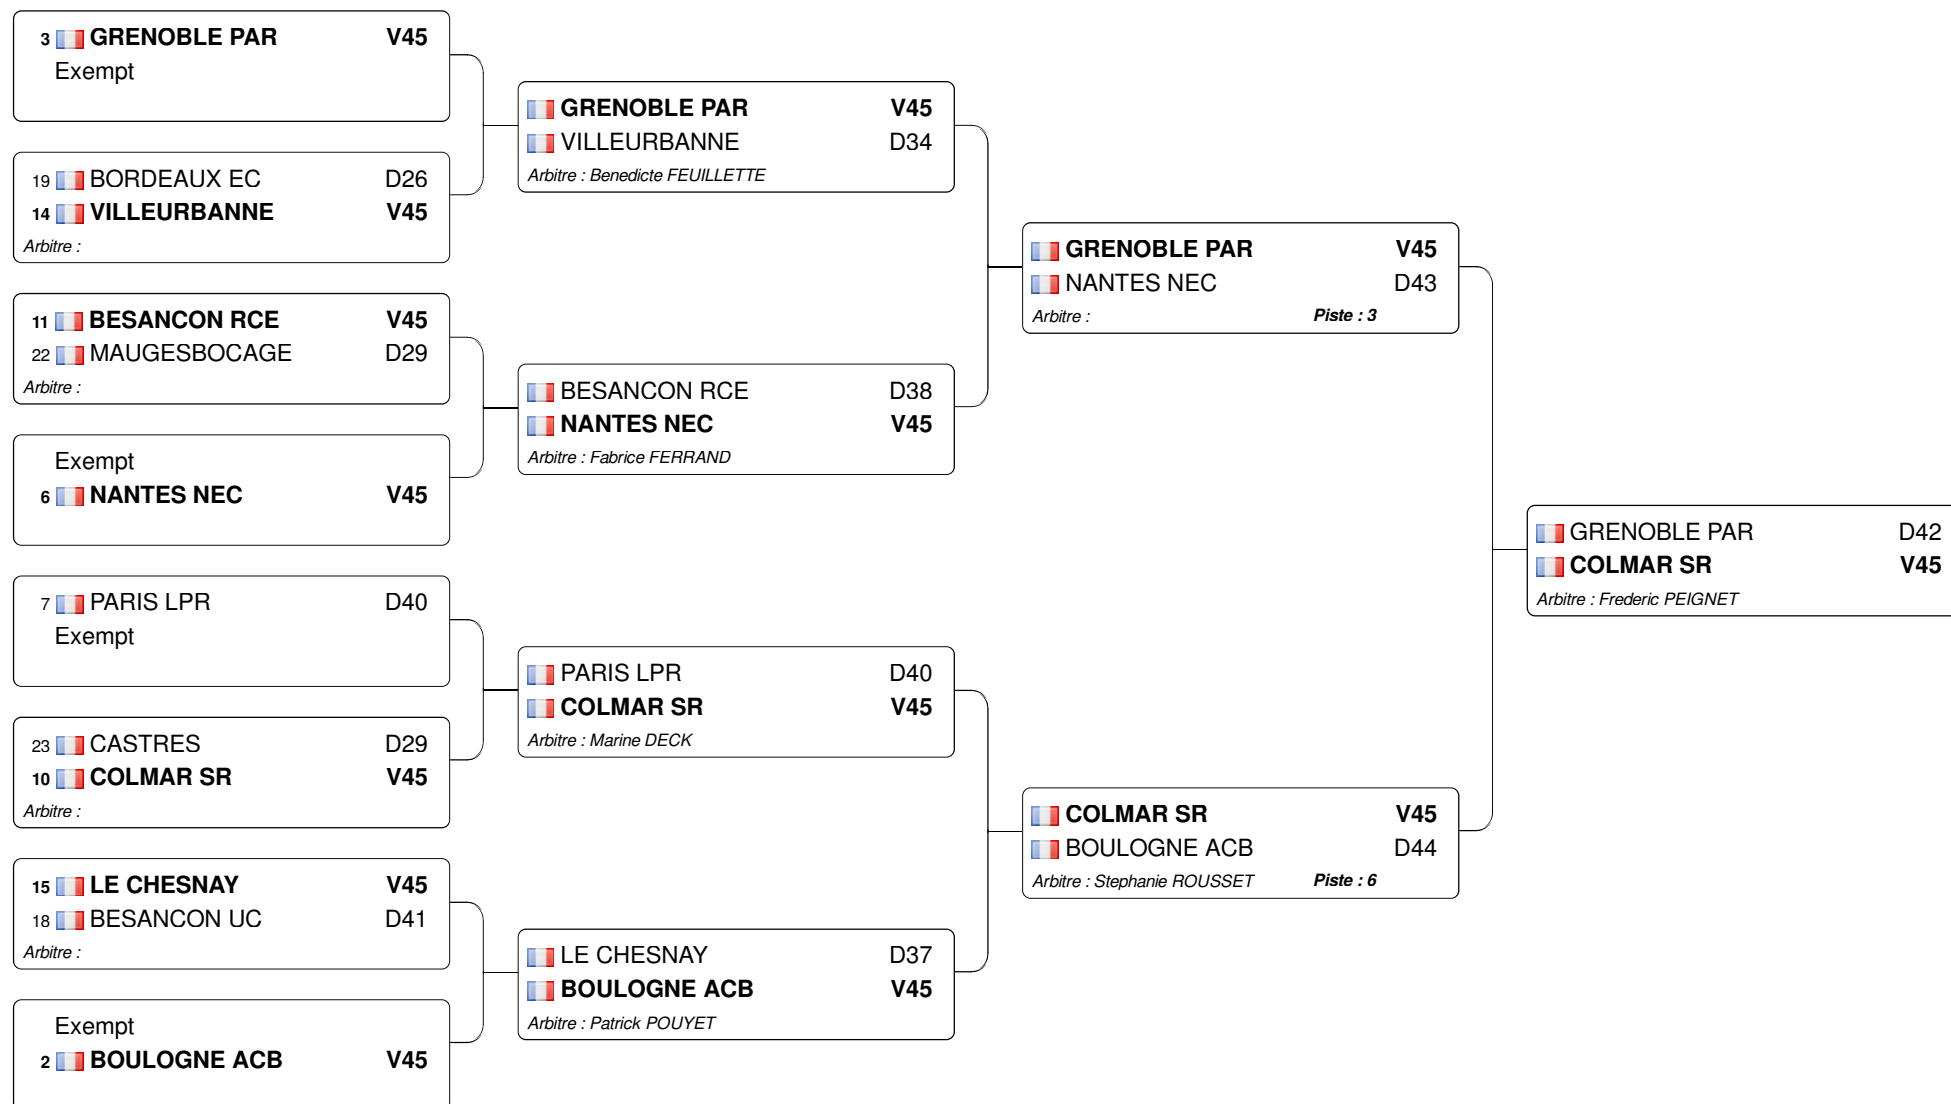 3 GRENOBLE PAR V45
Exempt
19 BORDEAUX EC D26
14 VILLEURBANNE V45
Arbitre :
11 BESANCON RCE V45
22 MAUGESBOCAGE D29
Arbitre :
Exempt
6 NANTES NEC V45
7 PARIS LPR D40
Exempt
23 CASTRES D29
10 COLMAR SR V45
Arbitre :
15 LE CHESNAY V45
18 BESANCON UC D41
Arbitre :
Exempt
2 BOULOGNE ACB V45
GRENOBLE PAR V45
VILLEURBANNE D34
Arbitre : Benedicte FEUILLETTE
BESANCON RCE D38
NANTES NEC V45
Arbitre : Fabrice FERRAND
PARIS LPR D40
COLMAR SR V45
Arbitre : Marine DECK
LE CHESNAY D37
BOULOGNE ACB V45
Arbitre : Patrick POUYET
GRENOBLE PAR V45
NANTES NEC D43
Arbitre : Piste : 3
COLMAR SR V45
BOULOGNE ACB D44
Arbitre : Stephanie ROUSSET Piste : 6
GRENOBLE PAR D42
COLMAR SR V45
Arbitre : Frederic PEIGNET